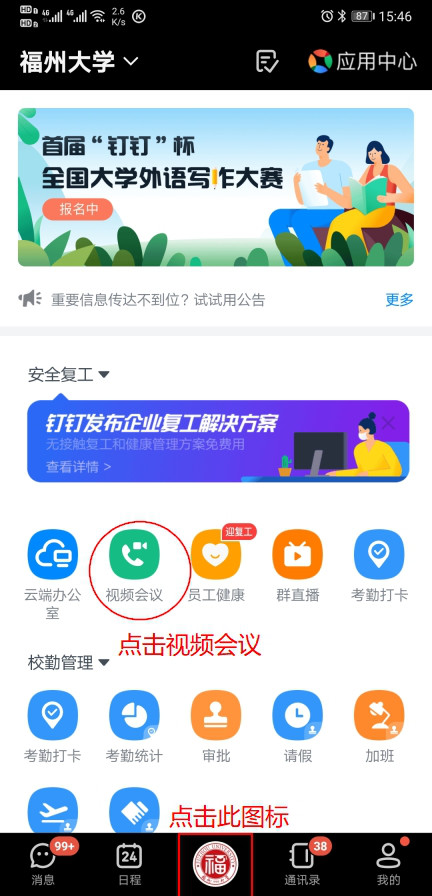 HD 4G 4G 2.6 K/s
HD
87 15:46
福州大学
应用中心
首届“钉钉”杯
全国大学外语写作大赛
报名中
重要信息传达不到位？试试用公告
更多
安全复工
钉钉发布企业复工解决方案
无接触复工和健康管理方案免费用
查看详情 >
迎复工
云端办公室
视频会议
员工健康
群直播
考勤打卡
点击视频会议
校勤管理
考勤打卡
考勤统计
审批
请假
加班
点击此图标
99+
24
福
38
消息
日程
通讯录
我的